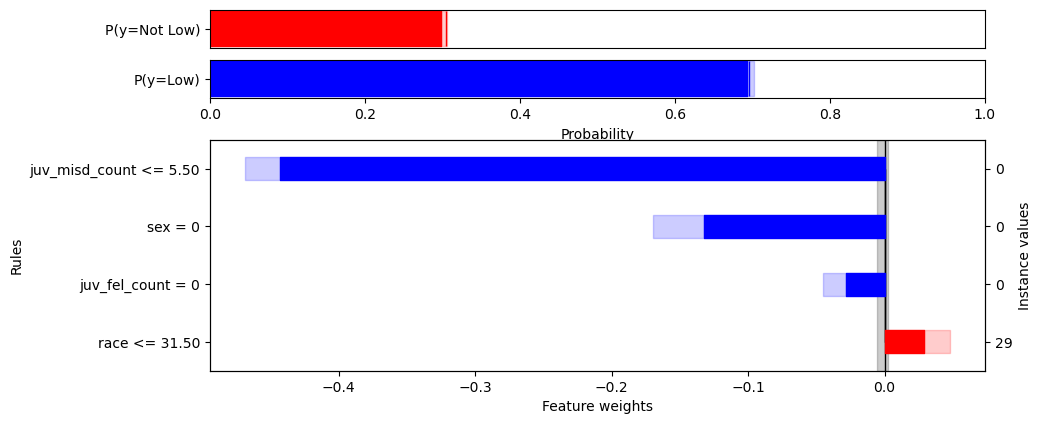 P(y=Not Low)
P(y=Low)
0.0 0.2 0.4 0.6 0.8 1.0
Probability
juv_misd_count <= 5.50 0
sex = 0 0
juv_fel_count = 0 0
race <= 31.50 29
Rules
Instance values
−0.4 −0.3 −0.2 −0.1 0.0
Feature weights